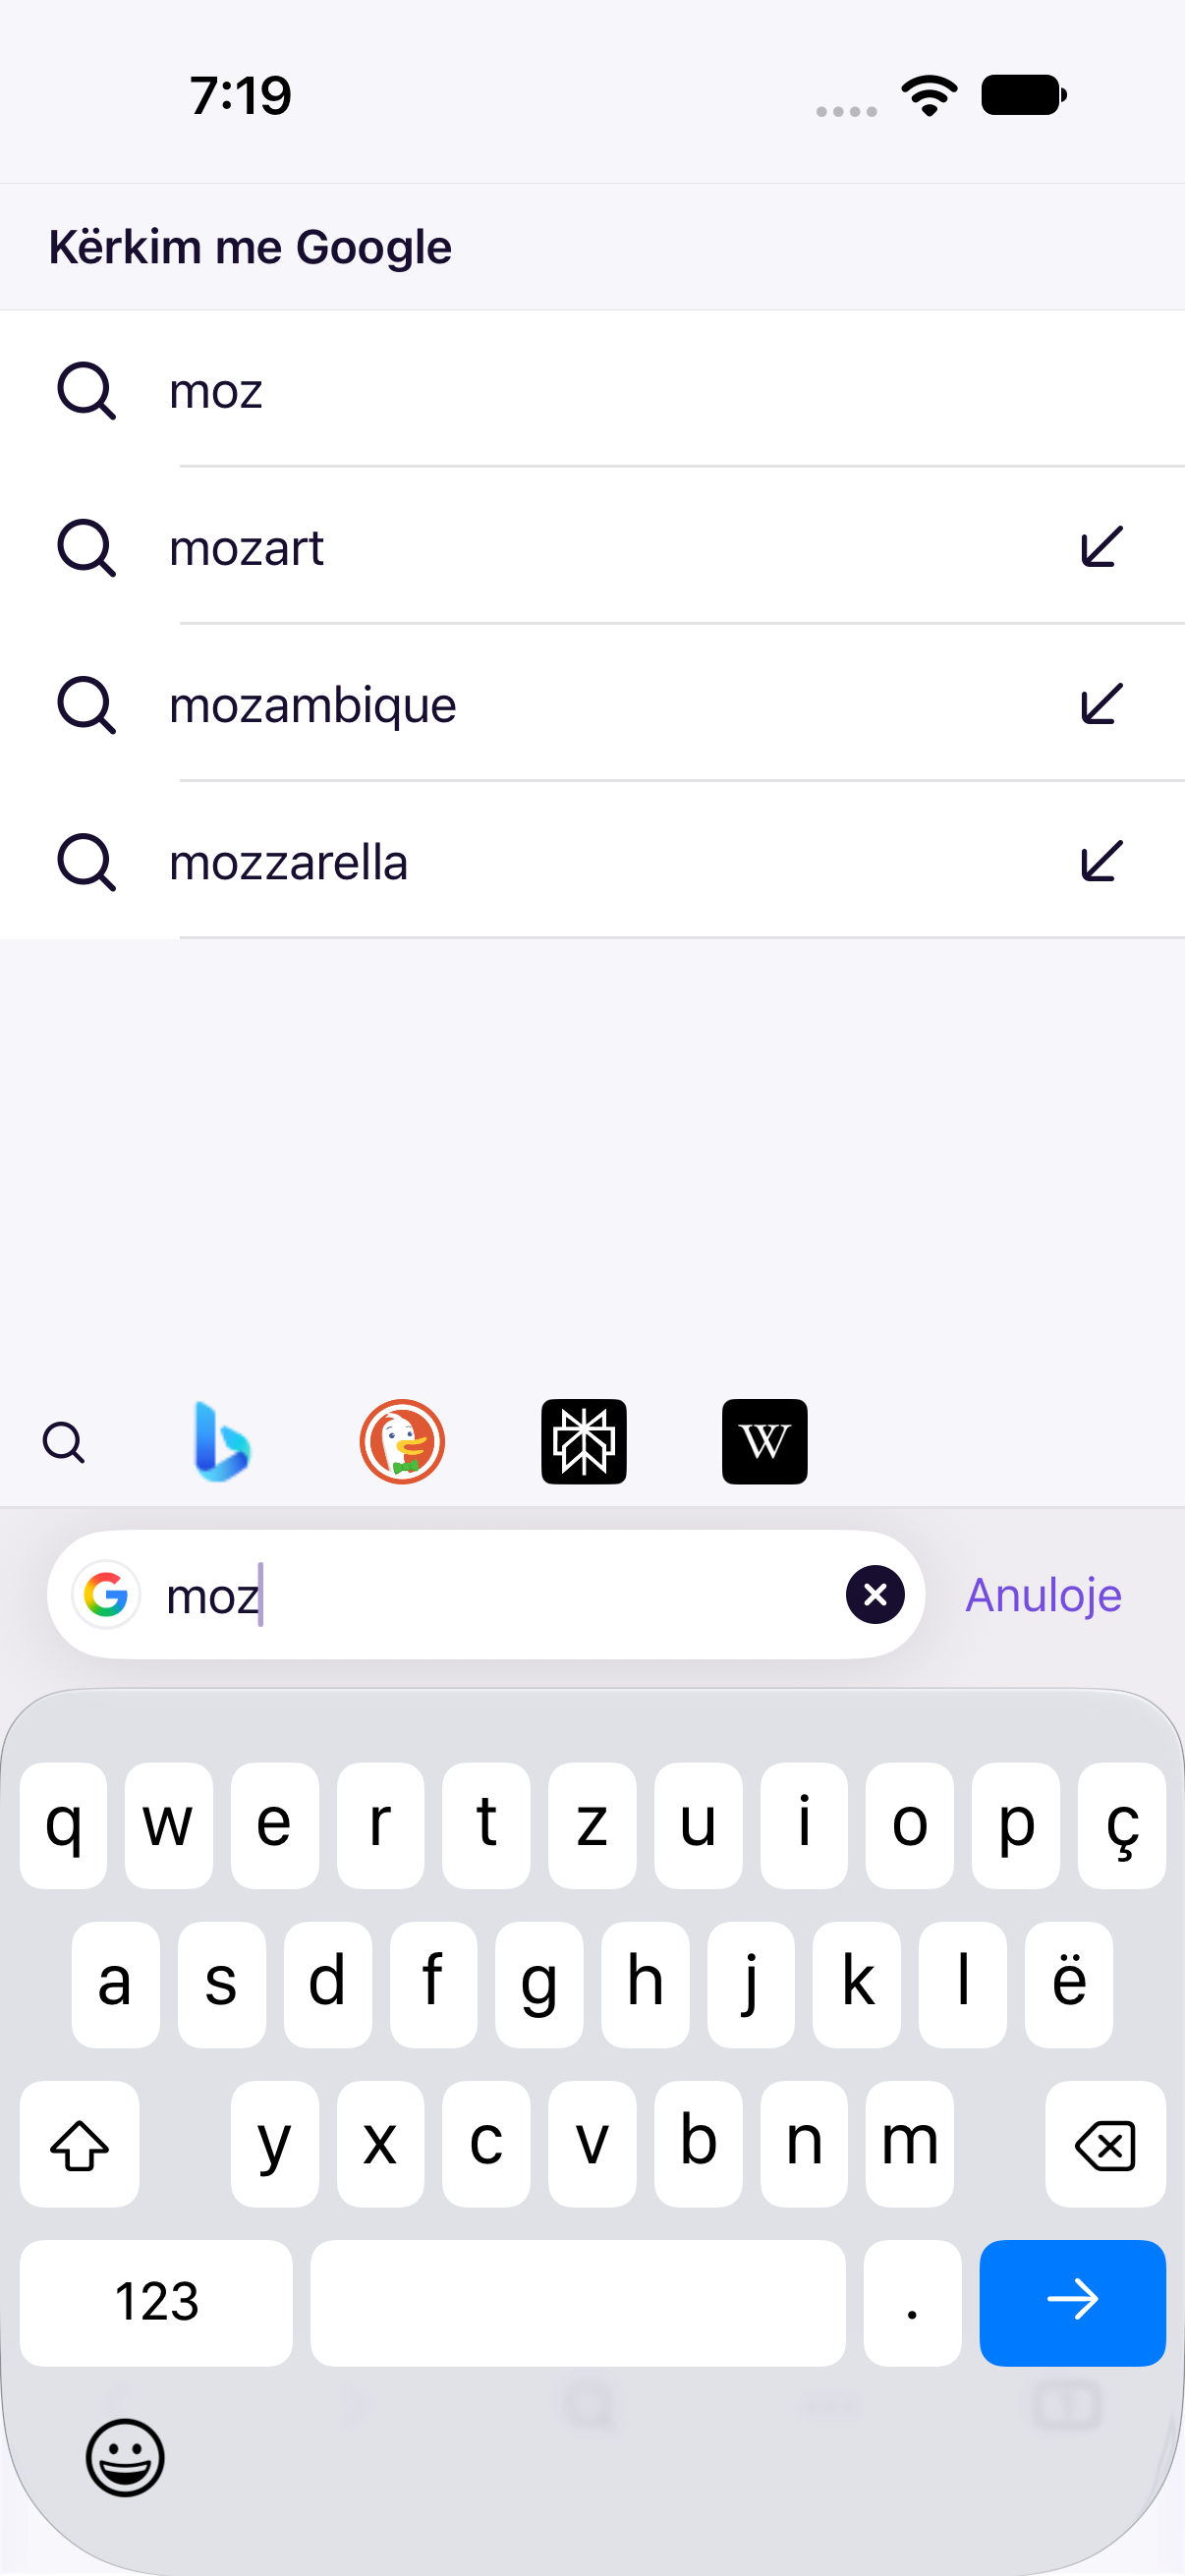 7:19
Kërkim me Google
moz
mozart
mozambique
mozzarella
W
moz
Anuloje
q w e r t z u i o p ç
a s d f g h j k l ë
y x c v b n m
123 .